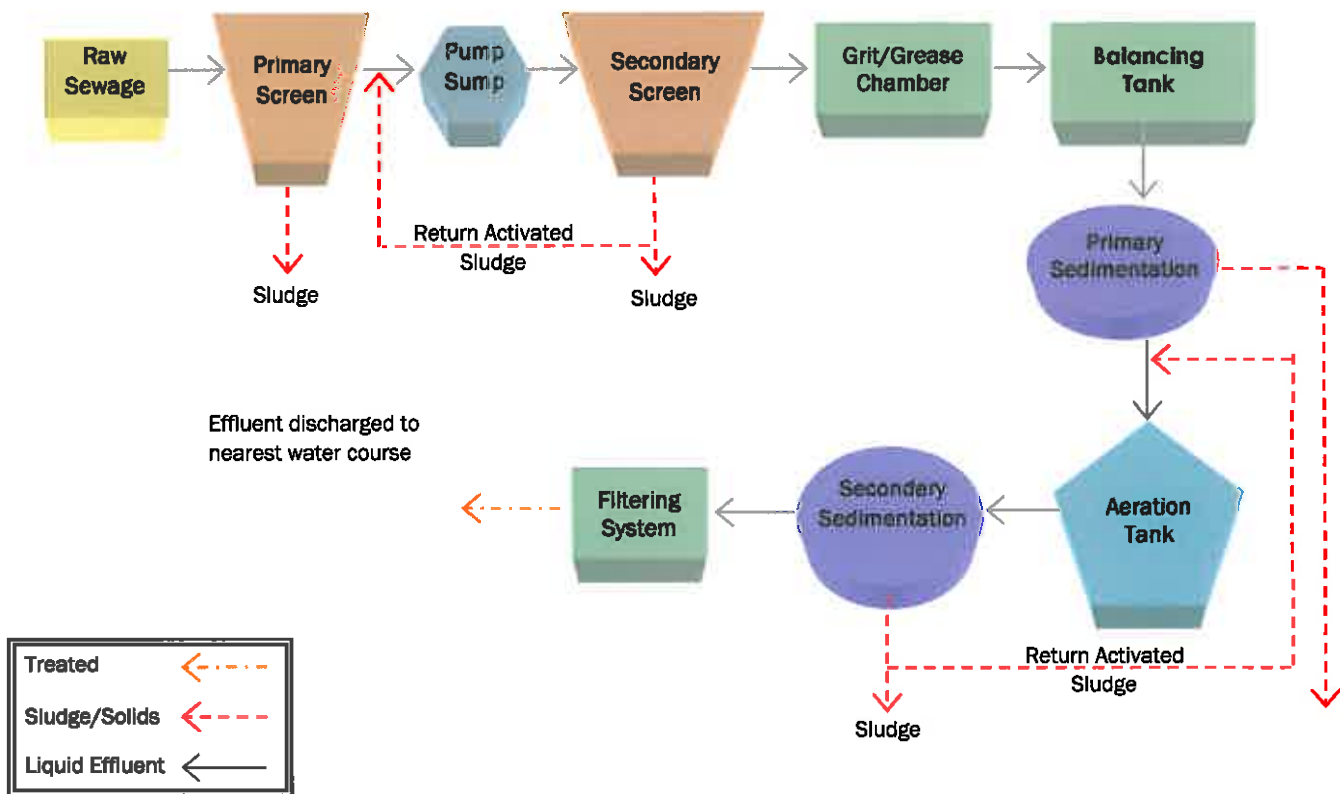 Raw
Sewage
Primary
Screen
Pump
Sump
Secondary
Screen
Grit/Grease
Chamber
Balancing
Tank
Return Activated
Sludge
Sludge
Sludge
Primary
Sedimentation
Effluent discharged to
nearest water course
Filtering
System
Secondary
Sedimentation
Aeration
Tank
Return Activated
Sludge
Sludge
Treated
Sludge/Solids
Liquid Effluent